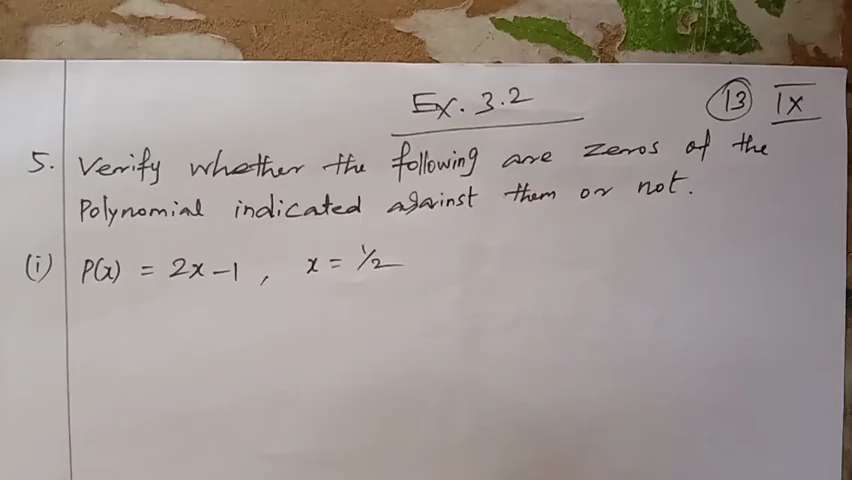 Ex. 3.2
13 IX
5. Verify whether the following are zeros of the
Polynomial indicated against them or not.
(i) P(x) = 2x-1, x = 1/2